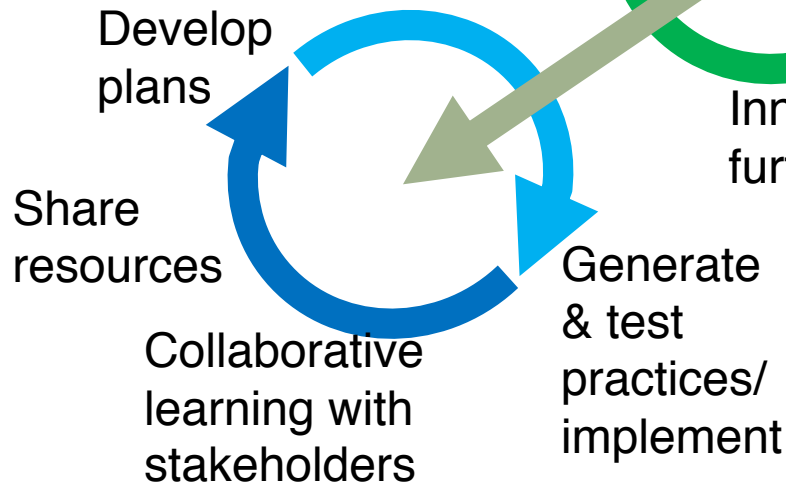 Develop
plans
Share
resources
Collaborative
learning with
stakeholders
Generate
& test
practices/
implement